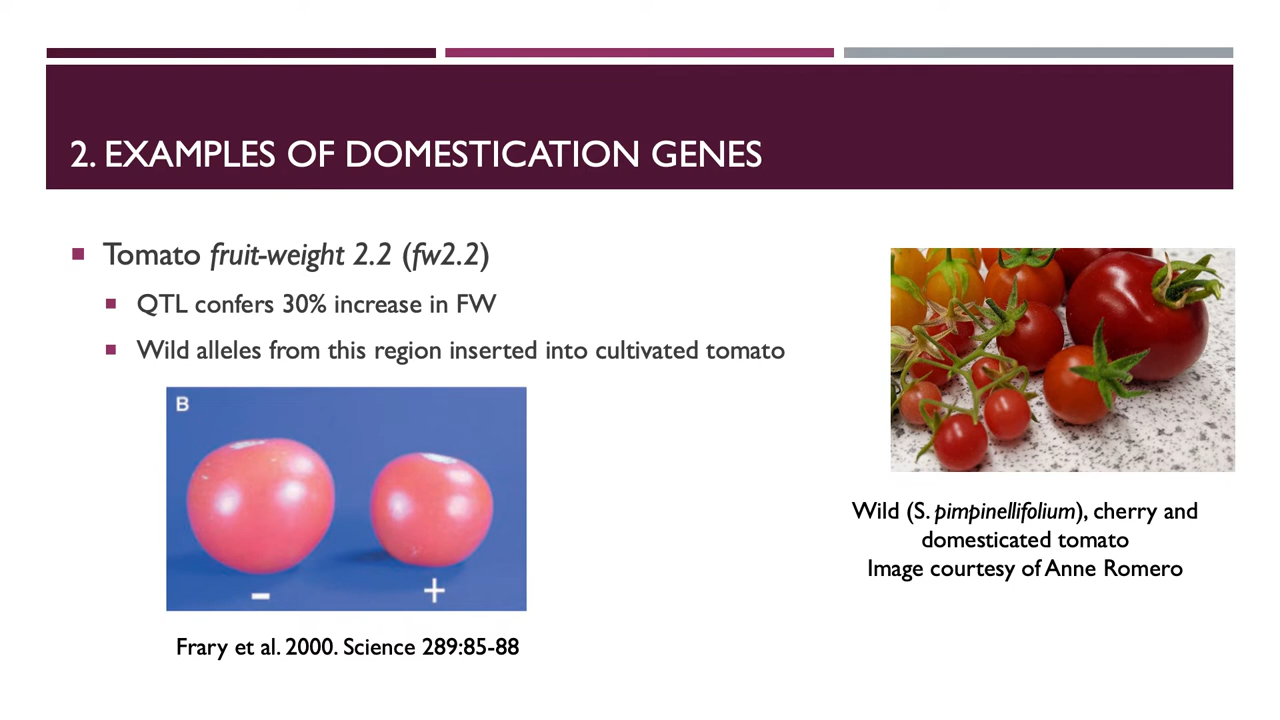 2. EXAMPLES OF DOMESTICATION GENES
Tomato fruit-weight 2.2 (fw2.2)
QTL confers 30% increase in FW
Wild alleles from this region inserted into cultivated tomato
B
– +
Frary et al. 2000. Science 289:85-88
Wild (S. pimpinellifolium), cherry and
domesticated tomato
Image courtesy of Anne Romero